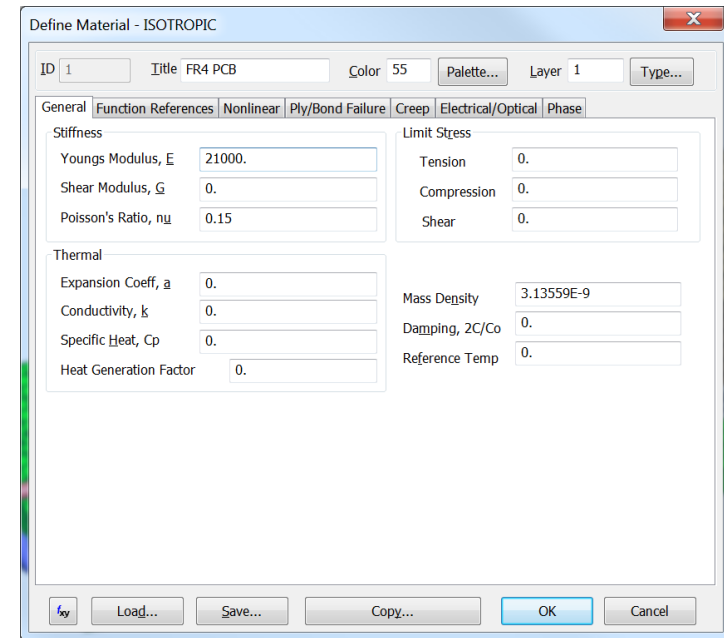 Define Material - ISOTROPIC
X
ID 1 Title FR4 PCB Color 55 Palette... Layer 1 Type...
General Function References Nonlinear Ply/Bond Failure Creep Electrical/Optical Phase
Stiffness
Youngs Modulus, E 21000.
Shear Modulus, G 0.
Poisson's Ratio, nu 0.15
Limit Stress
Tension 0.
Compression 0.
Shear 0.
Thermal
Expansion Coeff, a 0.
Conductivity, k 0.
Specific Heat, Cp 0.
Heat Generation Factor 0.
Mass Density 3.13559E-9
Damping, 2C/Co 0.
Reference Temp 0.
fxy Load... Save... Copy... OK Cancel